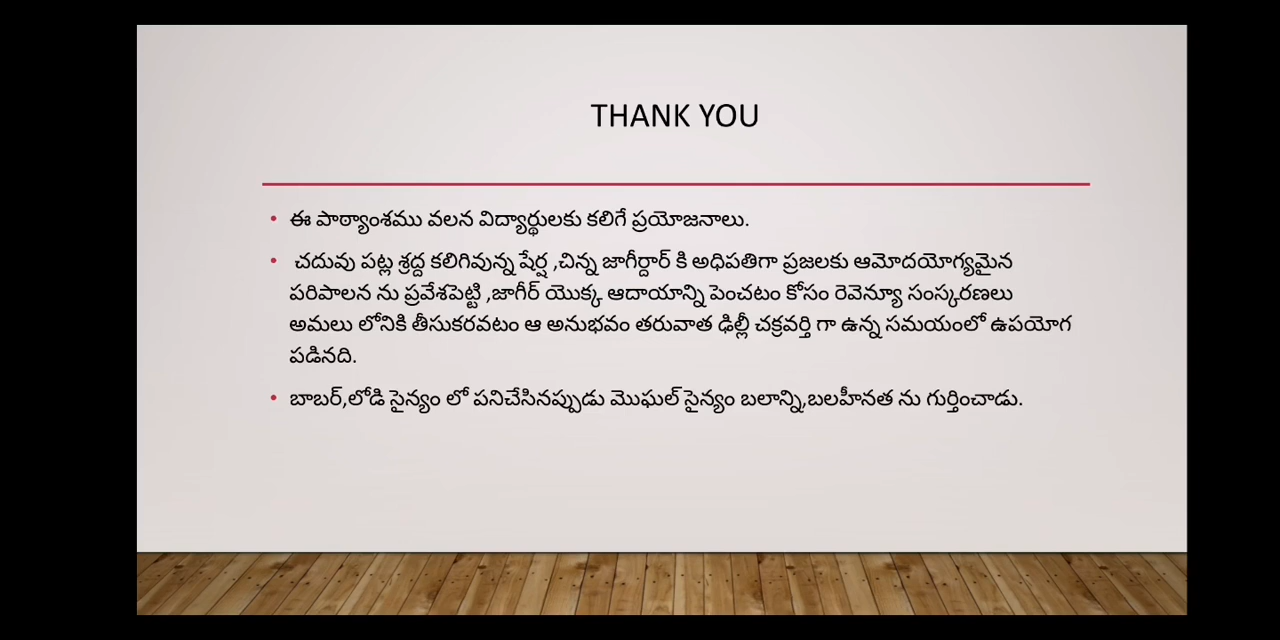 THANK YOU
• ఈ పాఠ్యాంశము వలన విద్యార్థులకు కలిగే ప్రయోజనాలు.
• చదువు పట్ల శ్రద్ద కలిగివున్న షేర్ష ,చిన్న జాగీర్దార్ కి అధిపతిగా ప్రజలకు ఆమోదయోగ్యమైన
పరిపాలన ను ప్రవేశపెట్టి ,జాగీర్ యొక్క ఆదాయాన్ని పెంచటం కోసం రెవెన్యూ సంస్కరణలు
అమలు లోనికి తీసుకరవటం ఆ అనుభవం తరువాత ఢిల్లీ చక్రవర్తి గా ఉన్న సమయంలో ఉపయోగ
పడినది.
• బాబర్,లోడి సైన్యం లో పనిచేసినప్పుడు మొఘల్ సైన్యం బలాన్ని,బలహీనత ను గుర్తించాడు.